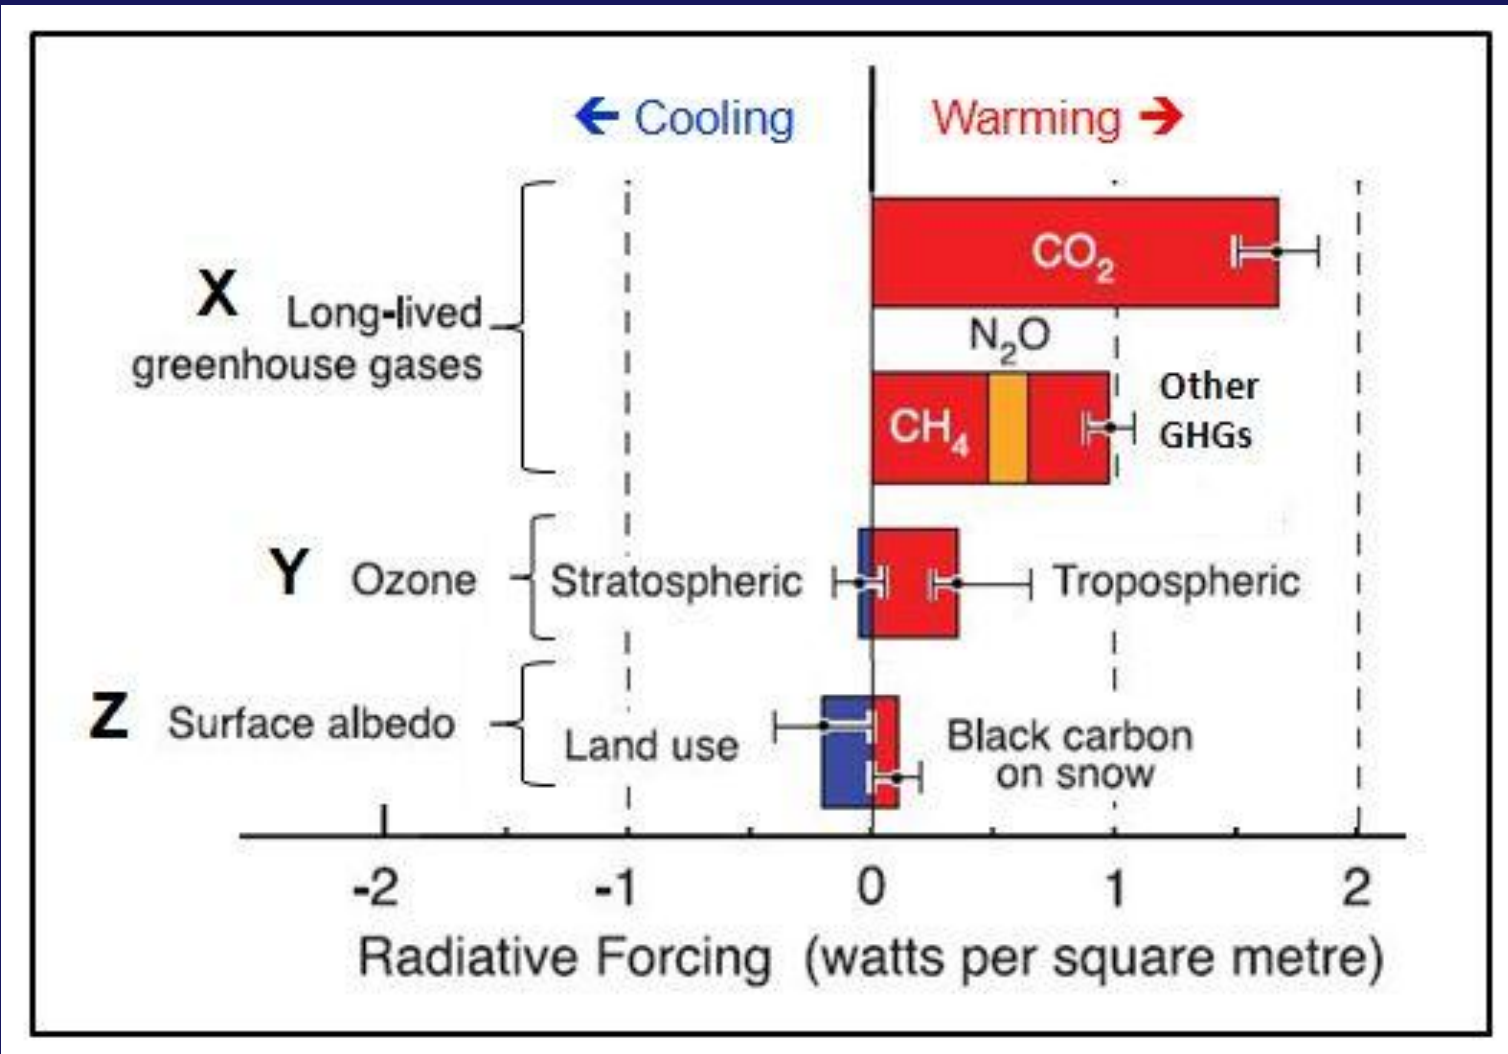 ← Cooling
Warming →
CO₂
X Long-lived
greenhouse gases
N₂O
CH₄
Other
GHGs
Y Ozone
Stratospheric
Tropospheric
Z Surface albedo
Land use
Black carbon
on snow
-2 -1 0 1 2
Radiative Forcing (watts per square metre)